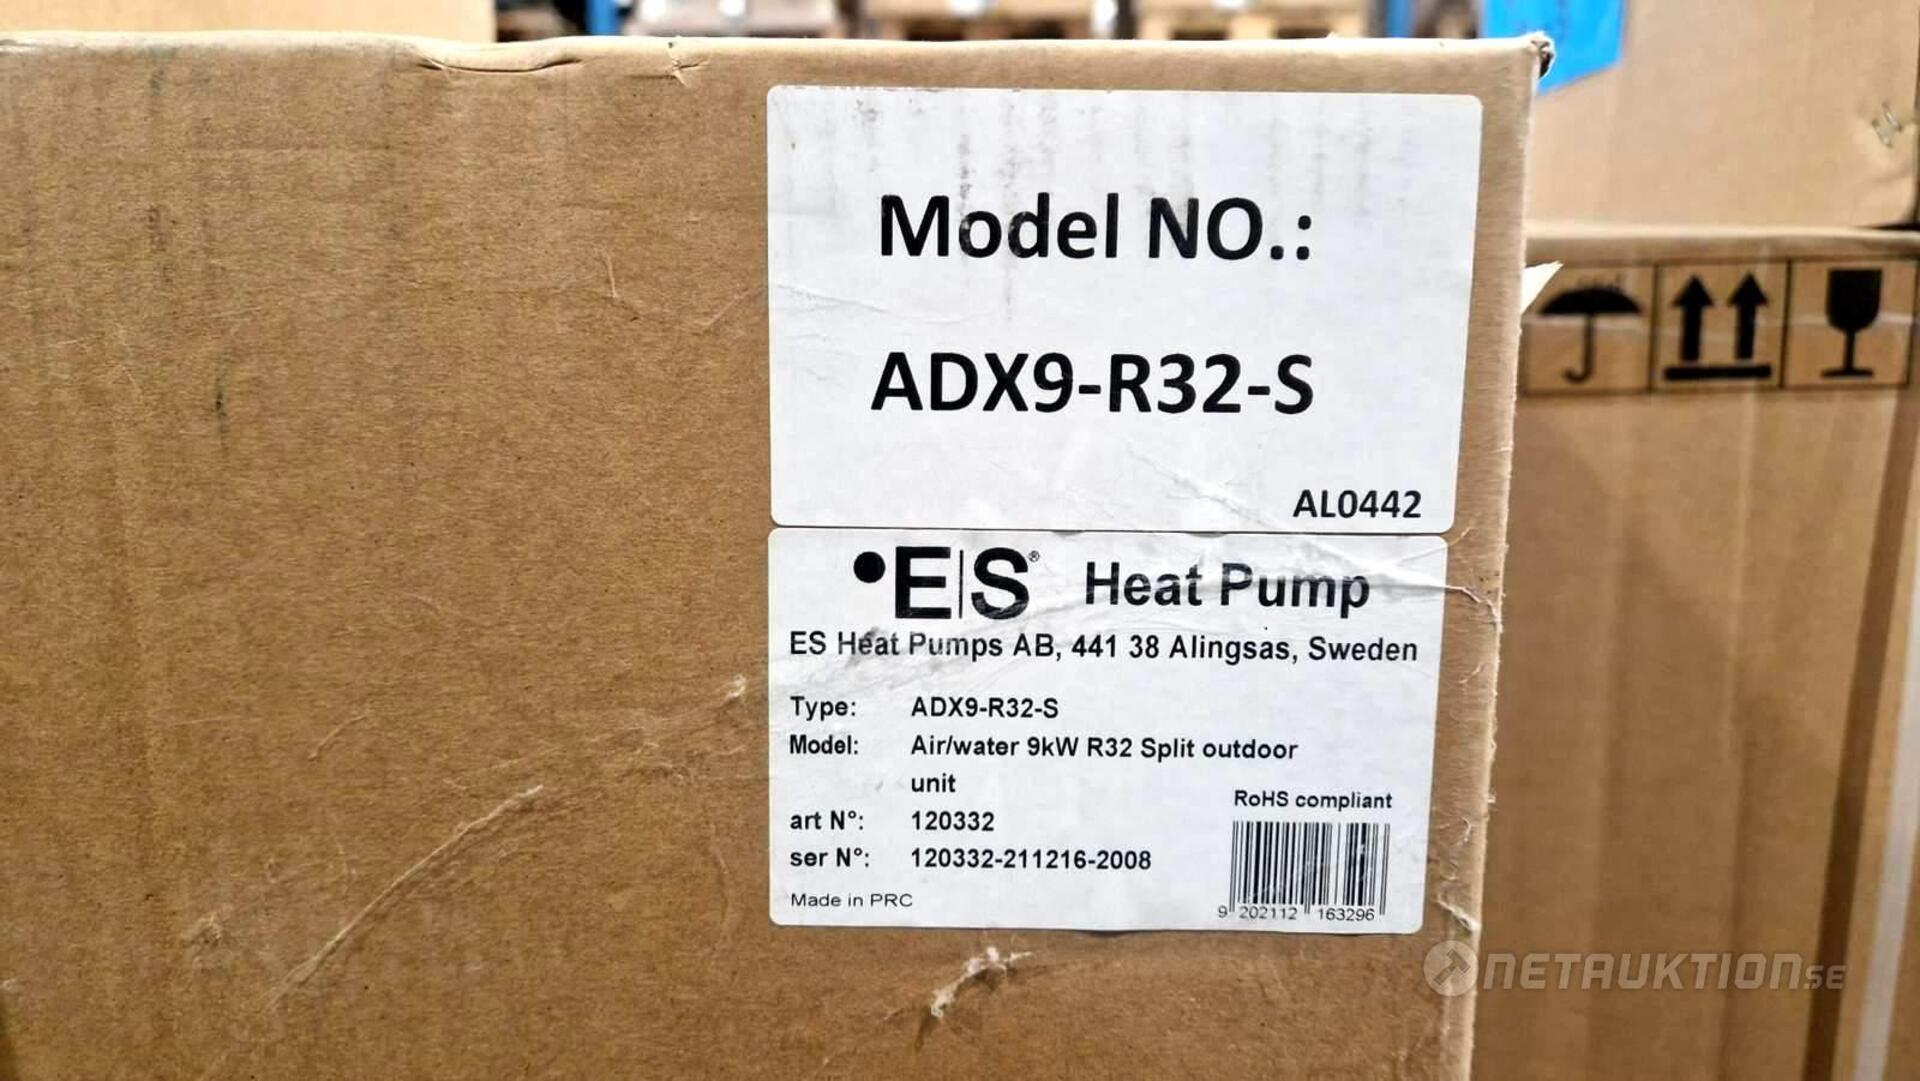 Model NO.:
ADX9-R32-S
AL0442
E|S® Heat Pump
ES Heat Pumps AB, 441 38 Alingsas, Sweden
Type: ADX9-R32-S
Model: Air/water 9kW R32 Split outdoor
unit
art N°: 120332
ser N°: 120332-211216-2008
Made in PRC
RoHS compliant
9 202112 163296
NETAUKTION.SE